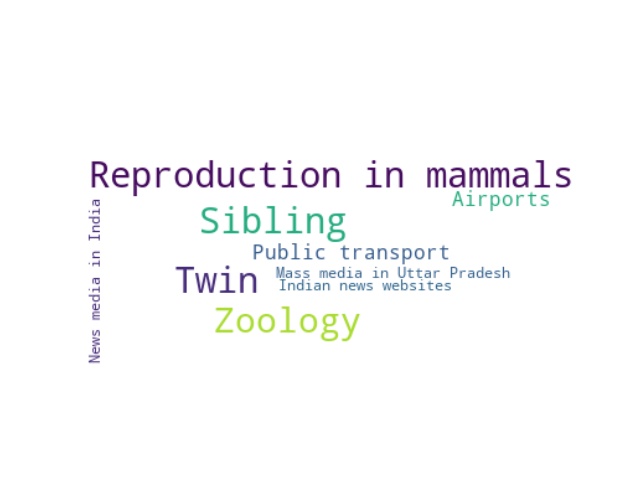 Reproduction in mammals
Airports
News media in India
Sibling
Public transport
Twin
Mass media in Uttar Pradesh
Indian news websites
Zoology